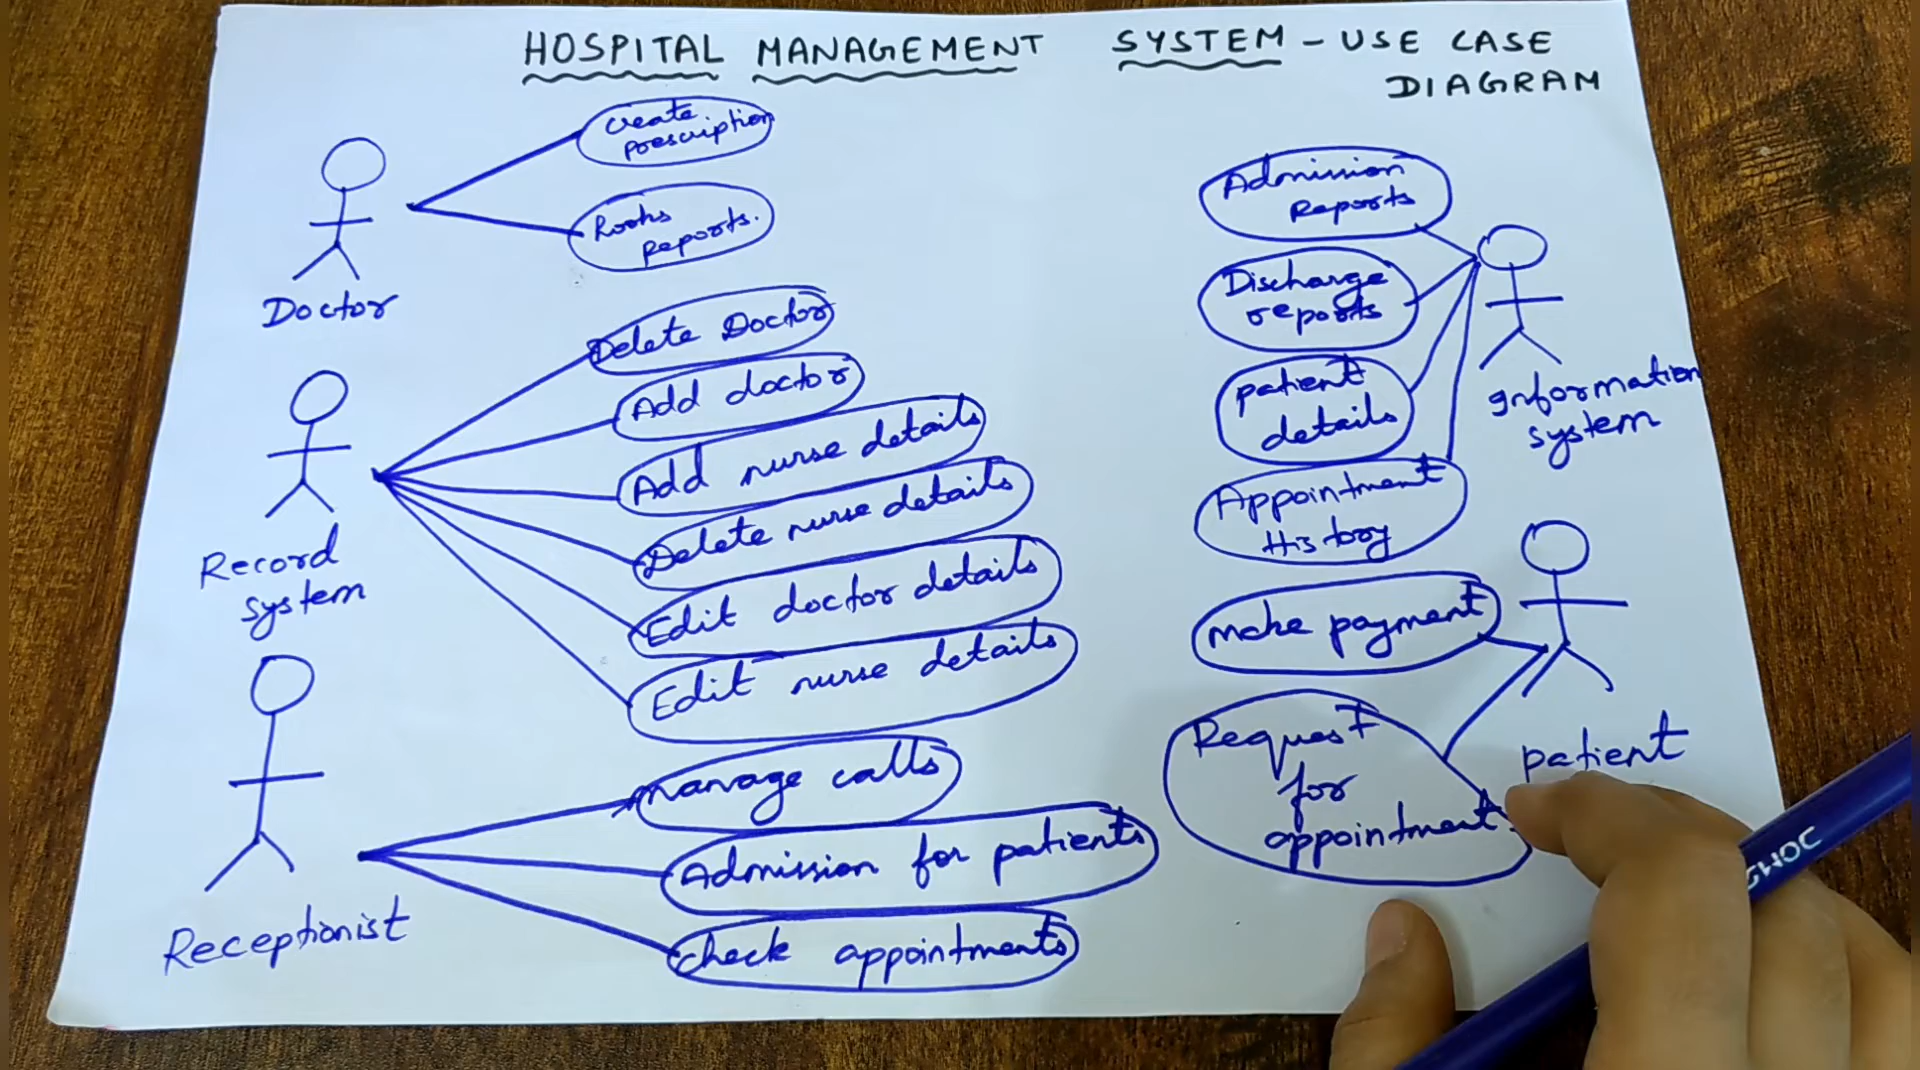 HOSPITAL MANAGEMENT SYSTEM - USE CASE
DIAGRAM
create
prescription
reports.
Doctor
Delete Doctor
Add doctor
Add nurse details
Delete nurse details
Edit doctor details
Edit nurse details
Record
system
manage calls
Admission for patients
check appointments
Receptionist
Admission
Reports
Discharge
reports
patient
details
Appointment
History
Information
system
make payment
Request
for
appointment
patient